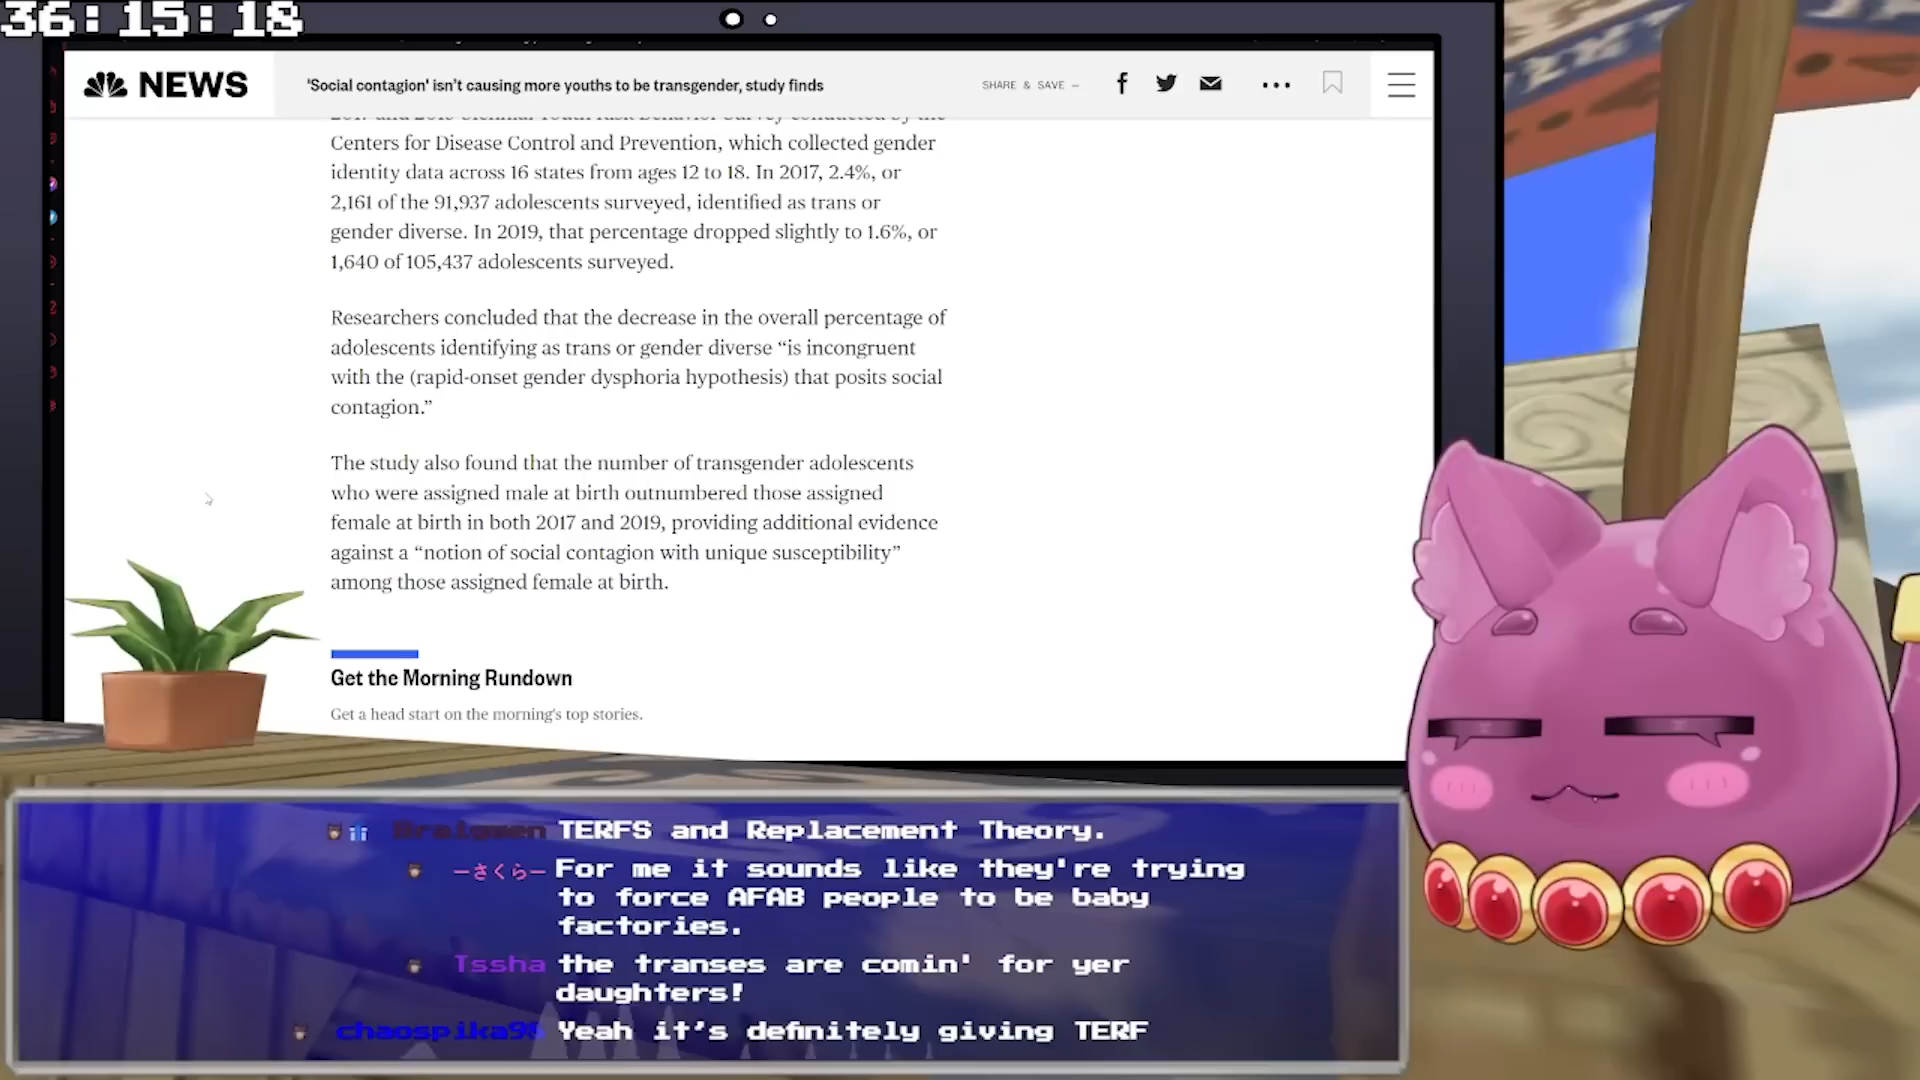 36:15:18
NEWS
'Social contagion' isn't causing more youths to be transgender, study finds
SHARE & SAVE —
Centers for Disease Control and Prevention, which collected gender
identity data across 16 states from ages 12 to 18. In 2017, 2.4%, or
2,161 of the 91,937 adolescents surveyed, identified as trans or
gender diverse. In 2019, that percentage dropped slightly to 1.6%, or
1,640 of 105,437 adolescents surveyed.
Researchers concluded that the decrease in the overall percentage of
adolescents identifying as trans or gender diverse “is incongruent
with the (rapid-onset gender dysphoria hypothesis) that posits social
contagion.”
The study also found that the number of transgender adolescents
who were assigned male at birth outnumbered those assigned
female at birth in both 2017 and 2019, providing additional evidence
against a “notion of social contagion with unique susceptibility”
among those assigned female at birth.
Get the Morning Rundown
Get a head start on the morning's top stories.
TERFS and Replacement Theory.
ーさくらー For me it sounds like they're trying
to force AFAB people to be baby
factories.
Tssha the transes are comin' for yer
daughters!
chaospika96 Yeah it's definitely giving TERF